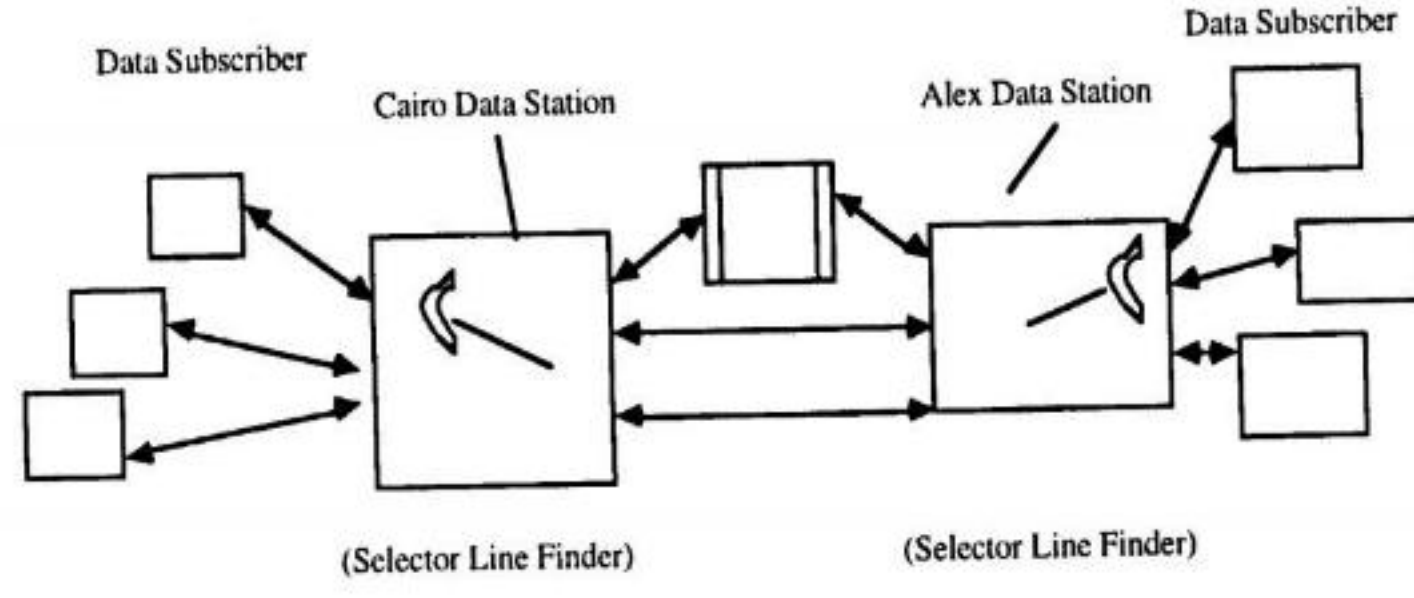 Data Subscriber
Data Subscriber
Cairo Data Station
Alex Data Station
(Selector Line Finder)
(Selector Line Finder)